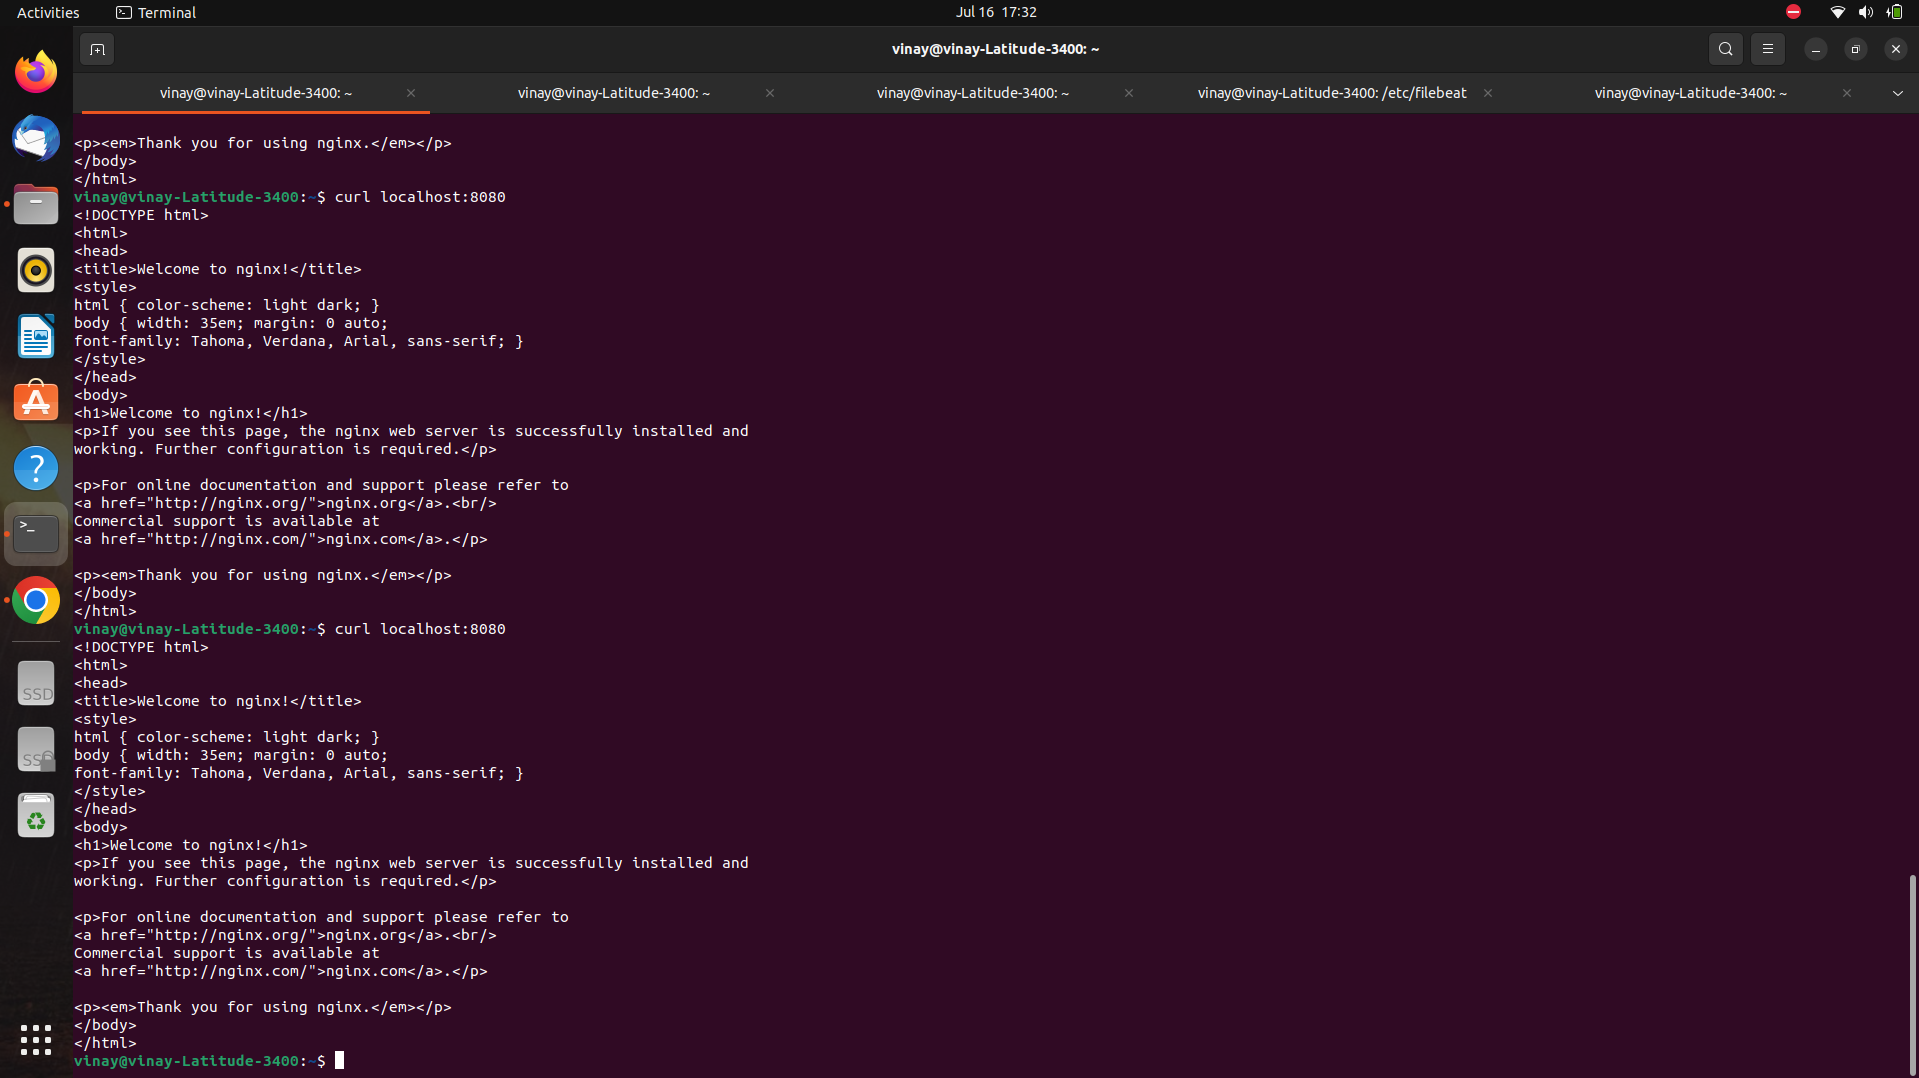 Activities
Terminal
Jul 16 17:32
vinay@vinay-Latitude-3400: ~
vinay@vinay-Latitude-3400: ~
vinay@vinay-Latitude-3400: ~
vinay@vinay-Latitude-3400: ~
vinay@vinay-Latitude-3400: /etc/filebeat
vinay@vinay-Latitude-3400: ~
<p><em>Thank you for using nginx.</em></p>
</body>
</html>
vinay@vinay-Latitude-3400:~$ curl localhost:8080
<!DOCTYPE html>
<html>
<head>
<title>Welcome to nginx!</title>
<style>
html { color-scheme: light dark; }
body { width: 35em; margin: 0 auto;
font-family: Tahoma, Verdana, Arial, sans-serif; }
</style>
</head>
<body>
<h1>Welcome to nginx!</h1>
<p>If you see this page, the nginx web server is successfully installed and
working. Further configuration is required.</p>
<p>For online documentation and support please refer to
<a href="http://nginx.org/">nginx.org</a>.<br/>
Commercial support is available at
<a href="http://nginx.com/">nginx.com</a>.</p>
<p><em>Thank you for using nginx.</em></p>
</body>
</html>
vinay@vinay-Latitude-3400:~$ curl localhost:8080
<!DOCTYPE html>
<html>
<head>
<title>Welcome to nginx!</title>
<style>
html { color-scheme: light dark; }
body { width: 35em; margin: 0 auto;
font-family: Tahoma, Verdana, Arial, sans-serif; }
</style>
</head>
<body>
<h1>Welcome to nginx!</h1>
<p>If you see this page, the nginx web server is successfully installed and
working. Further configuration is required.</p>
<p>For online documentation and support please refer to
<a href="http://nginx.org/">nginx.org</a>.<br/>
Commercial support is available at
<a href="http://nginx.com/">nginx.com</a>.</p>
<p><em>Thank you for using nginx.</em></p>
</body>
</html>
vinay@vinay-Latitude-3400:~$
SSD
SSD